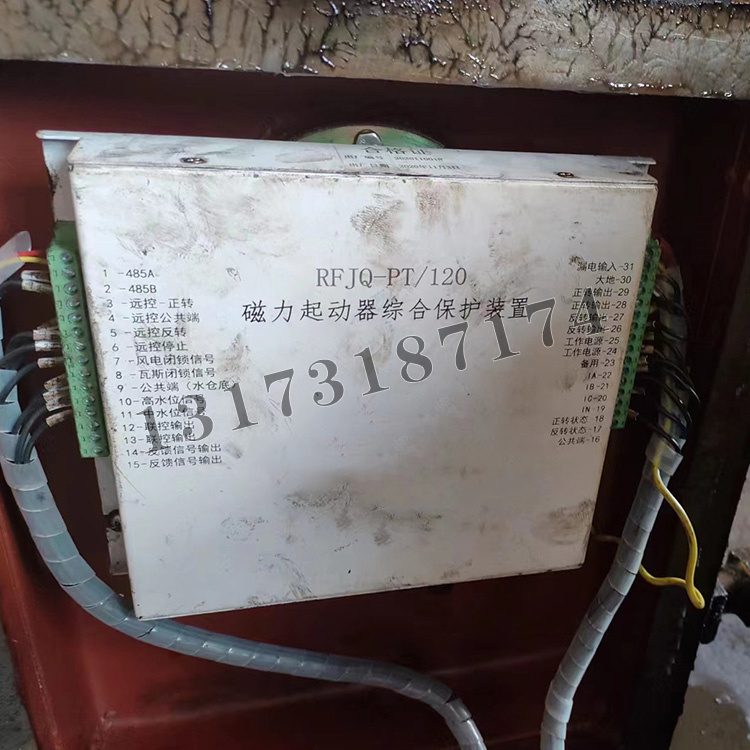 合格证
出厂编号 2020110018
RFJQ-PT/120
磁力起动器综合保护装置
1 -485A
2 -485B
3 -远控-正转
4 -远控公共端
5 -远控反转
6 -远控停止
7 -风电闭锁信号
8 -瓦斯闭锁信号
9 -公共端（水仓底
10-高水位信号
11-中水位信号
12-联控输出
13-联控输出
14-反馈信号输出
15-反馈信号输出
漏电输入-31
大地-30
正转输出-29
正转输出-28
反转输出-27
反转输出-26
工作电源-25
工作电源-24
备用-23
IA-22
IB-21
IC-20
IN-19
正转状态-18
反转状态-17
公共端-16